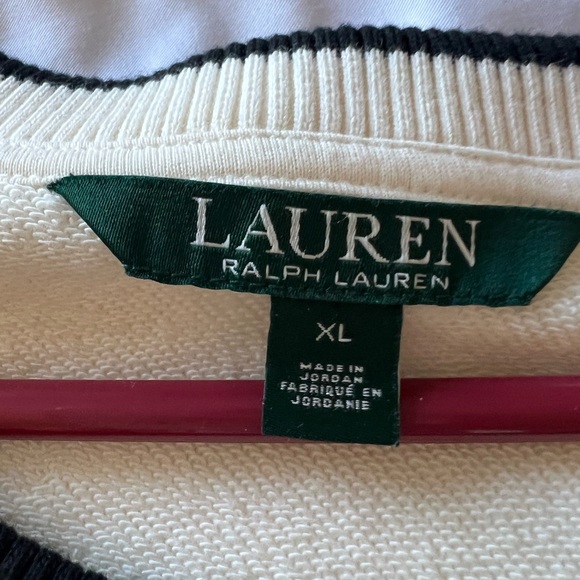 LAUREN
RALPH LAUREN
XL
MADE IN
JORDAN
FABRIQUÉ EN
JORDANIE